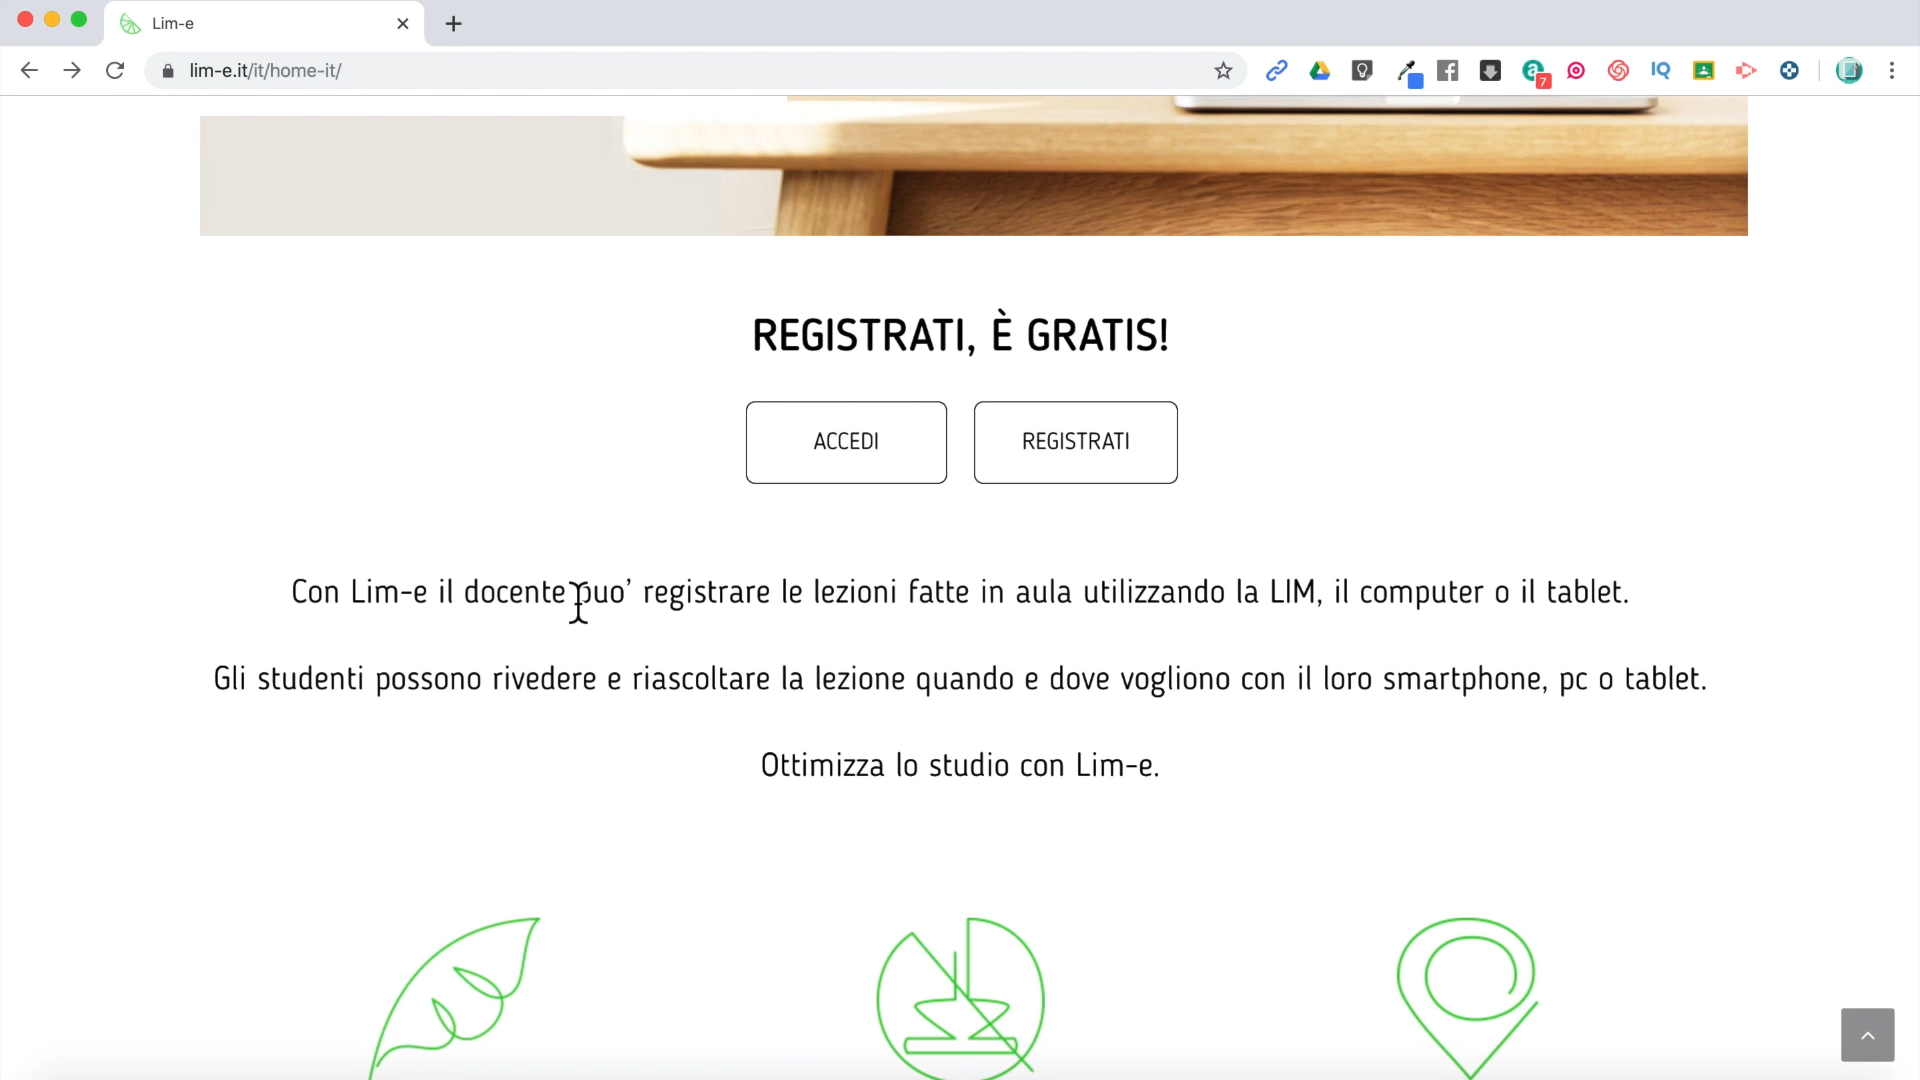 Lim-e
lim-e.it/it/home-it/
7
IQ
REGISTRATI, È GRATIS!
ACCEDI
REGISTRATI
Con Lim-e il docente puo’ registrare le lezioni fatte in aula utilizzando la LIM, il computer o il tablet.
Gli studenti possono rivedere e riascoltare la lezione quando e dove vogliono con il loro smartphone, pc o tablet.
Ottimizza lo studio con Lim-e.